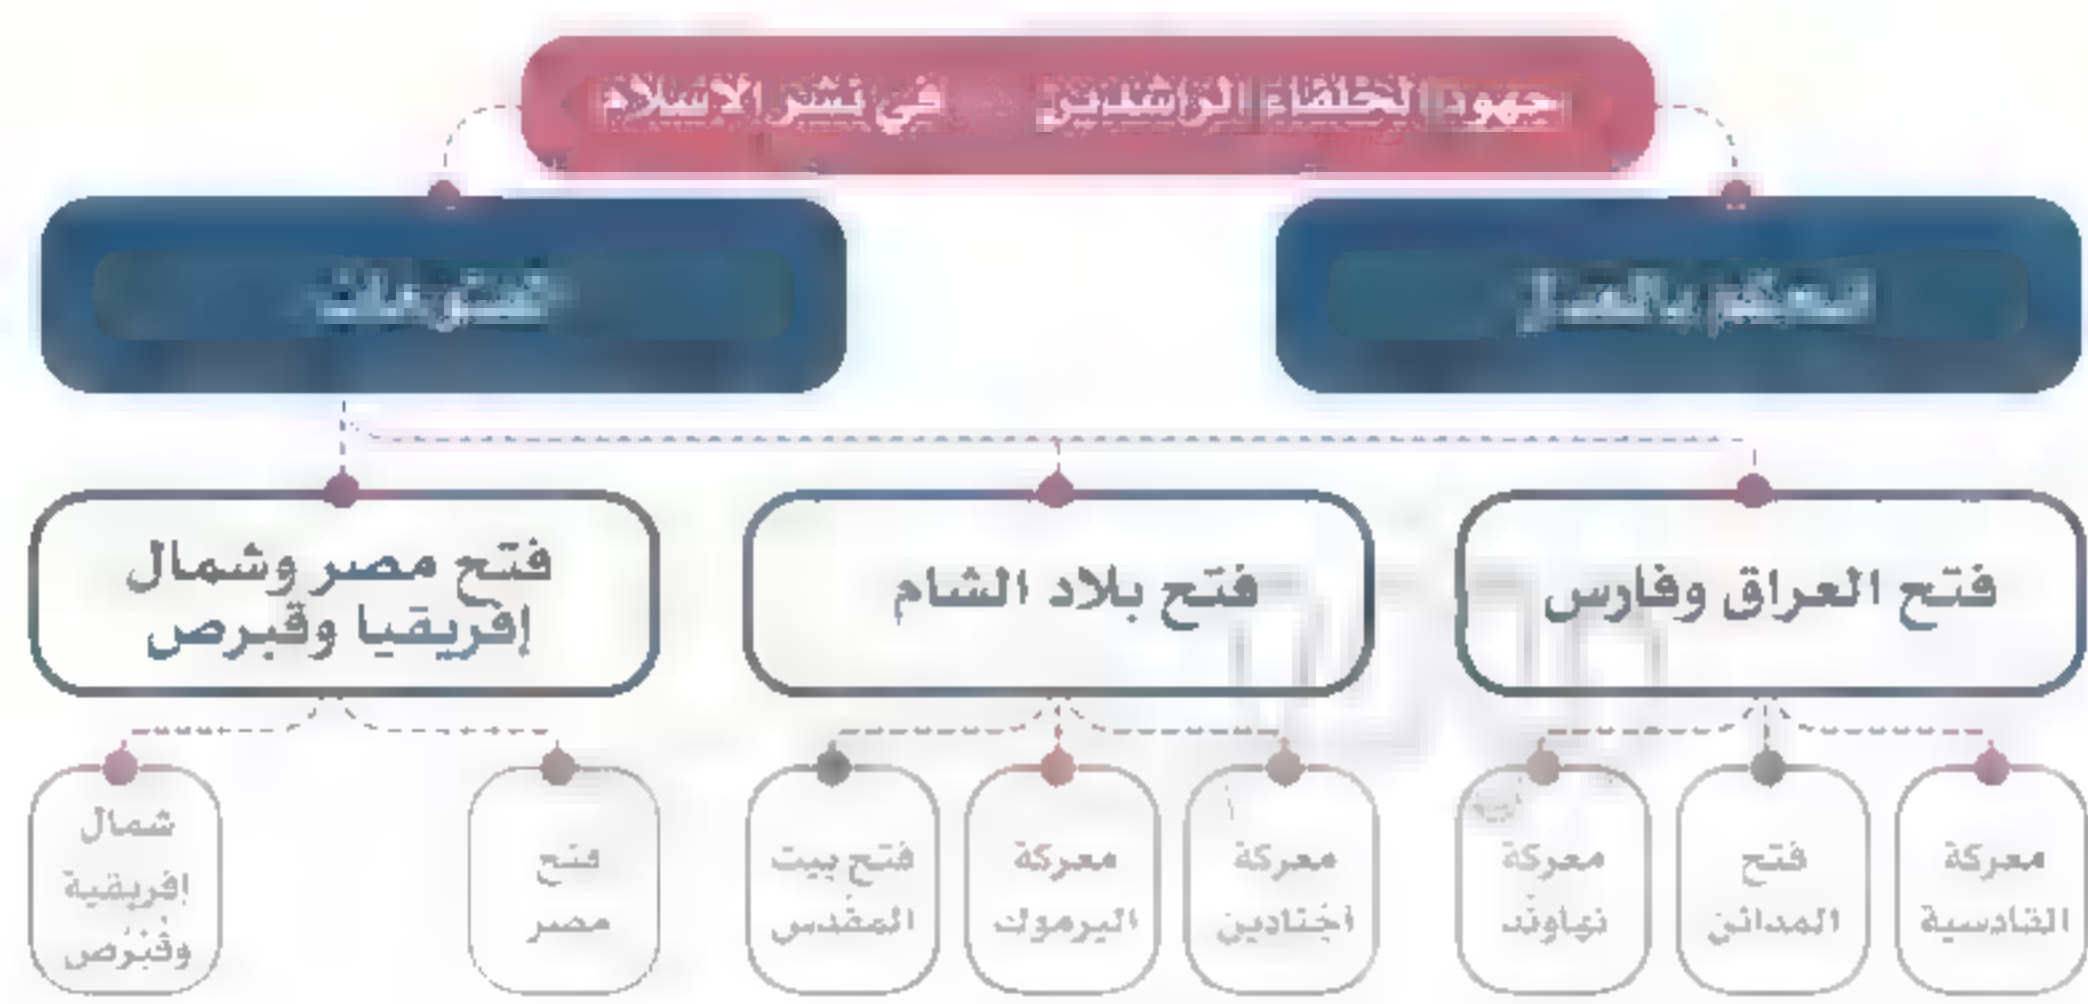 جهود الخلفاء الراشدين في نشر الإسلام
الحكم بالعدل
فتح العراق وفارس
فتح بلاد الشام
فتح مصر وشمال
إفريقيا وقبرص
معركة
القادسية
فتح
المدائن
معركة
نهاوند
معركة
أجنادين
معركة
اليرموك
فتح بيت
المقدس
فتح
مصر
شمال
إفريقية
وقبرص